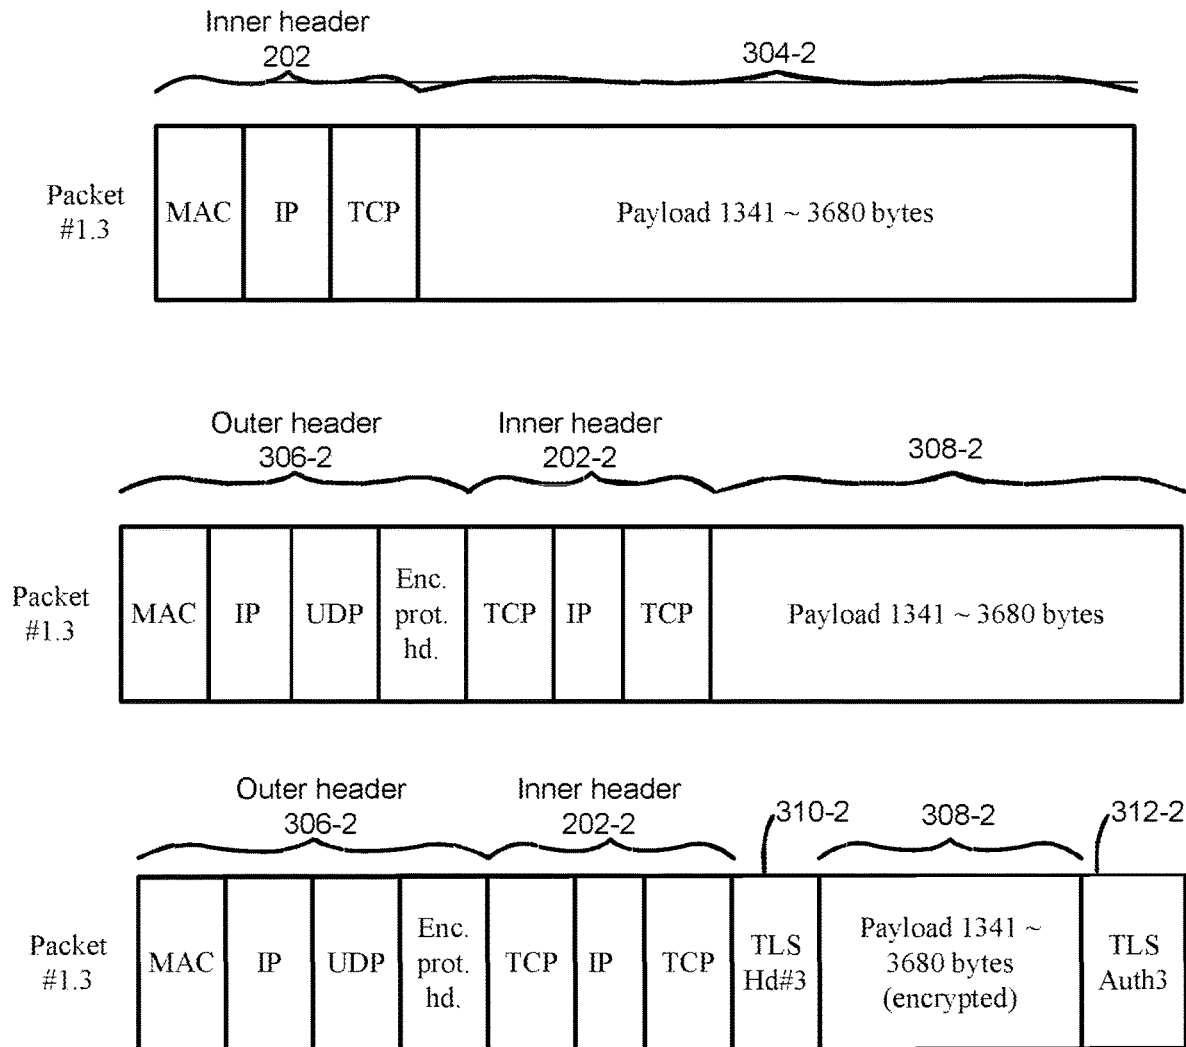 Inner header
202
304-2
Packet
#1.3
MAC
IP
TCP
Payload 1341 ~ 3680 bytes
Outer header
306-2
Inner header
202-2
308-2
Packet
#1.3
MAC
IP
UDP
Enc.
prot.
hd.
TCP
IP
TCP
Payload 1341 ~ 3680 bytes
Outer header
306-2
Inner header
202-2
310-2
308-2
312-2
Packet
#1.3
MAC
IP
UDP
Enc.
prot.
hd.
TCP
IP
TCP
TLS
Hd#3
Payload 1341 ~
3680 bytes
(encrypted)
TLS
Auth3